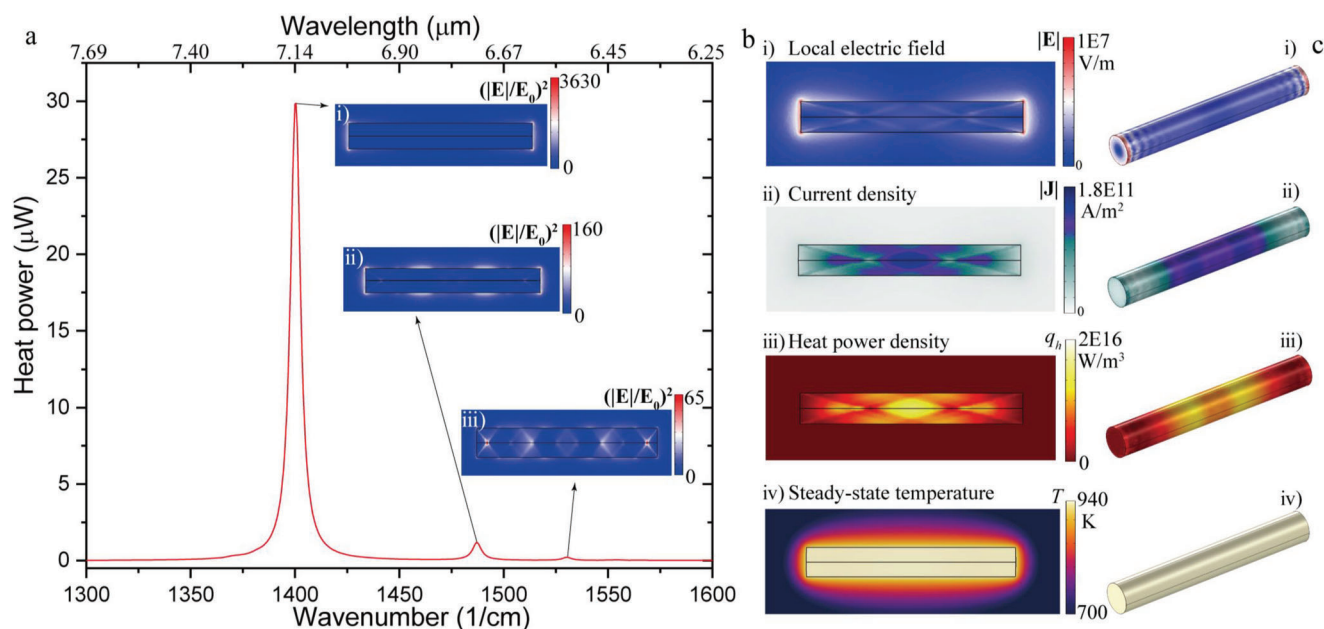 a
Wavelength (μm)
7.69 7.40 7.14 6.90 6.67 6.45 6.25
Heat power (μW)
30
25
20
15
10
5
0
1300 1350 1400 1450 1500 1550 1600
Wavenumber (1/cm)
(|E|/E₀)²
3630
i)
0
(|E|/E₀)²
160
ii)
0
(|E|/E₀)²
65
iii)
0
b
i) Local electric field
|E|
1E7
V/m
0
ii) Current density
|J|
1.8E11
A/m²
0
iii) Heat power density
qₕ
2E16
W/m³
0
iv) Steady-state temperature
T
940
K
700
c
i)
ii)
iii)
iv)